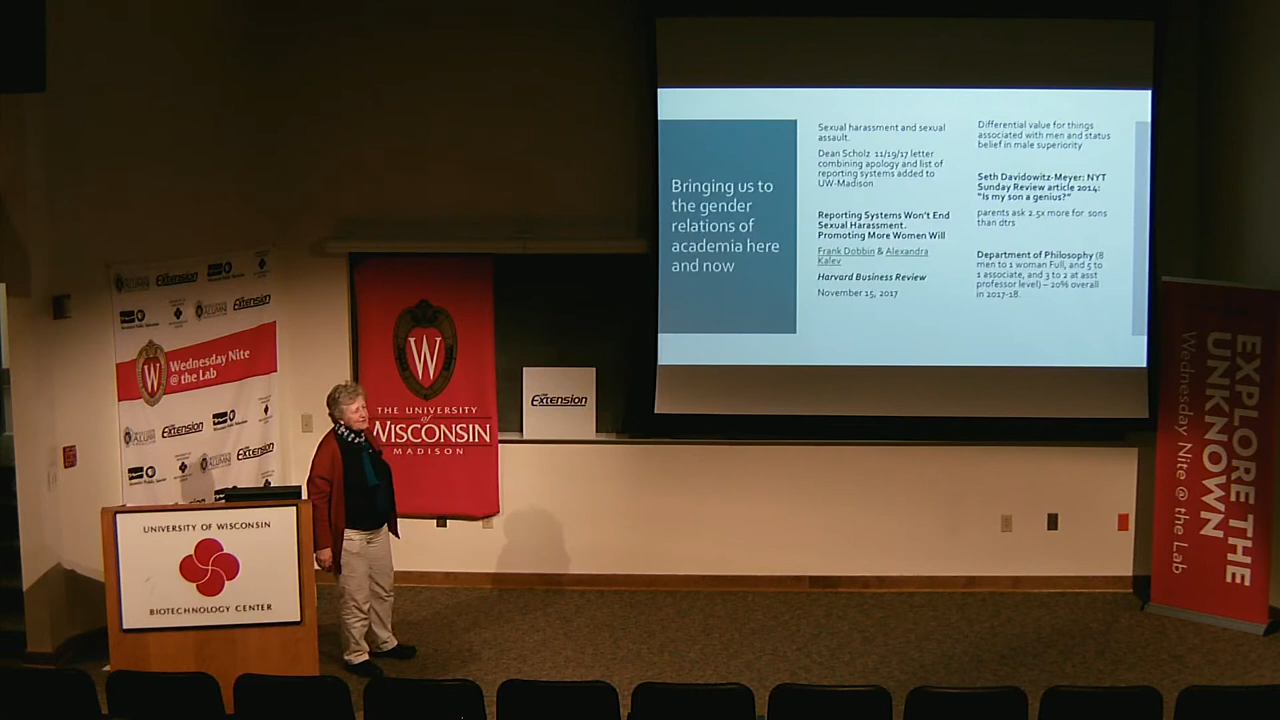 Bringing us to
the gender
relations of
academia here
and now
Sexual harassment and sexual
assault.
Dean Scholz 11/19/17 letter
combining apology and list of
reporting systems added to
UW-Madison
Reporting Systems Won't End
Sexual Harassment.
Promoting More Women Will
Frank Dobbin & Alexandra
Kalev
Harvard Business Review
November 15, 2017
Differential value for things
associated with men and status
belief in male superiority
Seth Davidowitz-Meyer: NYT
Sunday Review article 2014:
"Is my son a genius?"
parents ask 2.5x more for sons
than dtrs
Department of Philosophy (8
men to 1 woman Full, and 5 to
1 associate, and 3 to 2 at asst
professor level) – 20% overall
in 2017-18.
Extension
Extension
Wednesday Nite
@ the Lab
W
Extension
Extension
W
THE UNIVERSITY
of
WISCONSIN
MADISON
Extension
UNIVERSITY OF WISCONSIN
BIOTECHNOLOGY CENTER
EXPLORE THE
UNKNOWN
Wednesday Nite @ the Lab